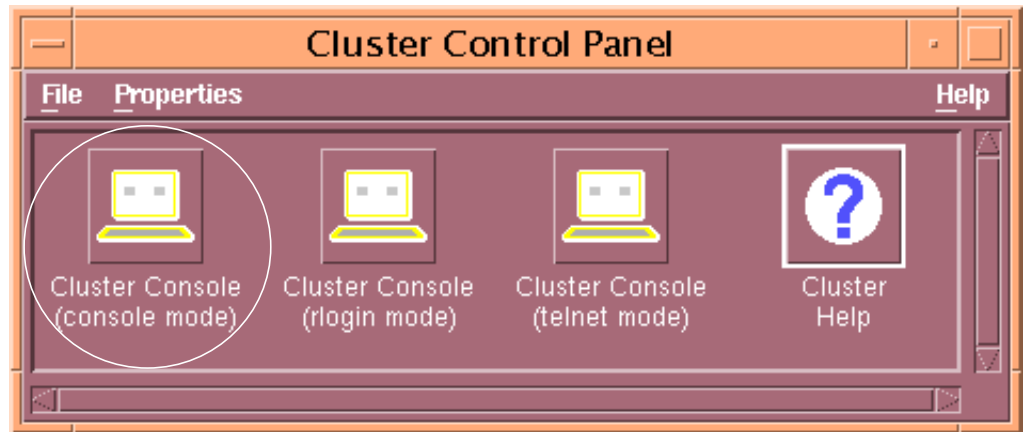 Cluster Control Panel
File Properties Help
Cluster Console
(console mode)
Cluster Console
(rlogin mode)
Cluster Console
(telnet mode)
?
Cluster
Help